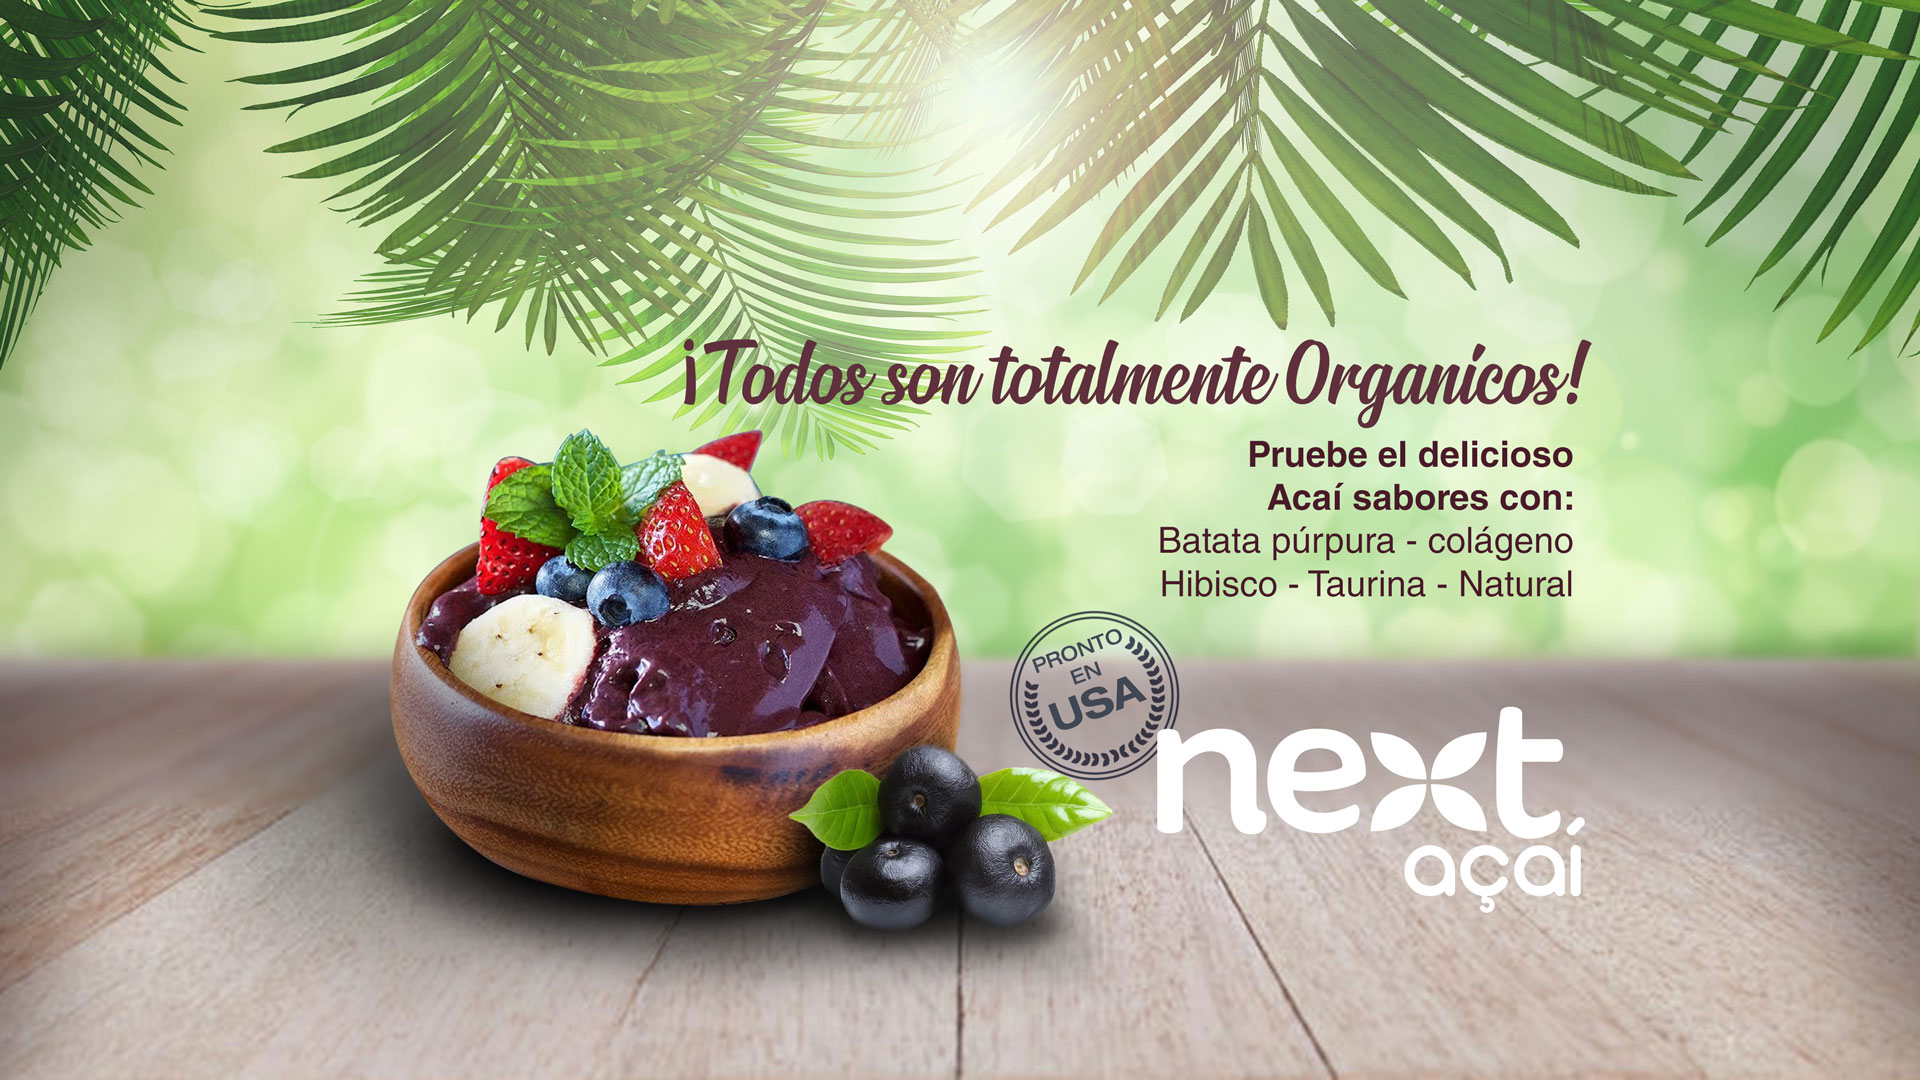 ¡Todos son totalmente Organicos!
Pruebe el delicioso
Acaí sabores con:
Batata púrpura - colágeno
Hibisco - Taurina - Natural
PRONTO
EN
USA
next
açaí